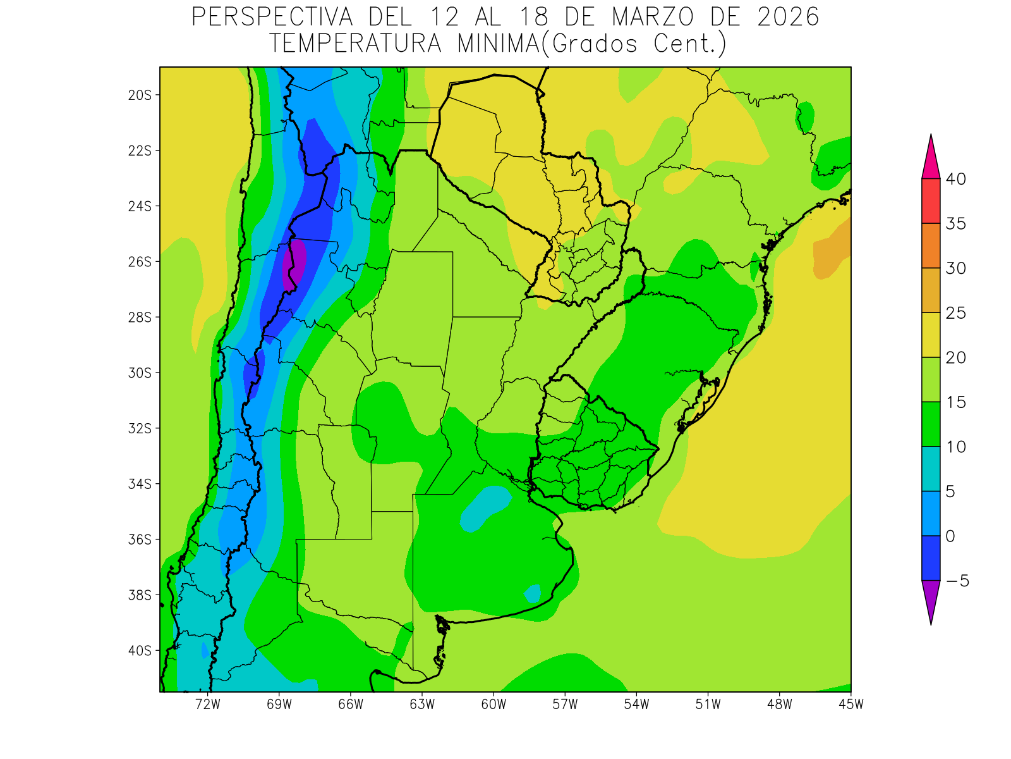 PERSPECTIVA DEL 12 AL 18 DE MARZO DE 2026
TEMPERATURA MINIMA(Grados Cent.)
20S
22S
24S
26S
28S
30S
32S
34S
36S
38S
40S
72W 69W 66W 63W 60W 57W 54W 51W 48W 45W
40
35
30
25
20
15
10
5
0
−5